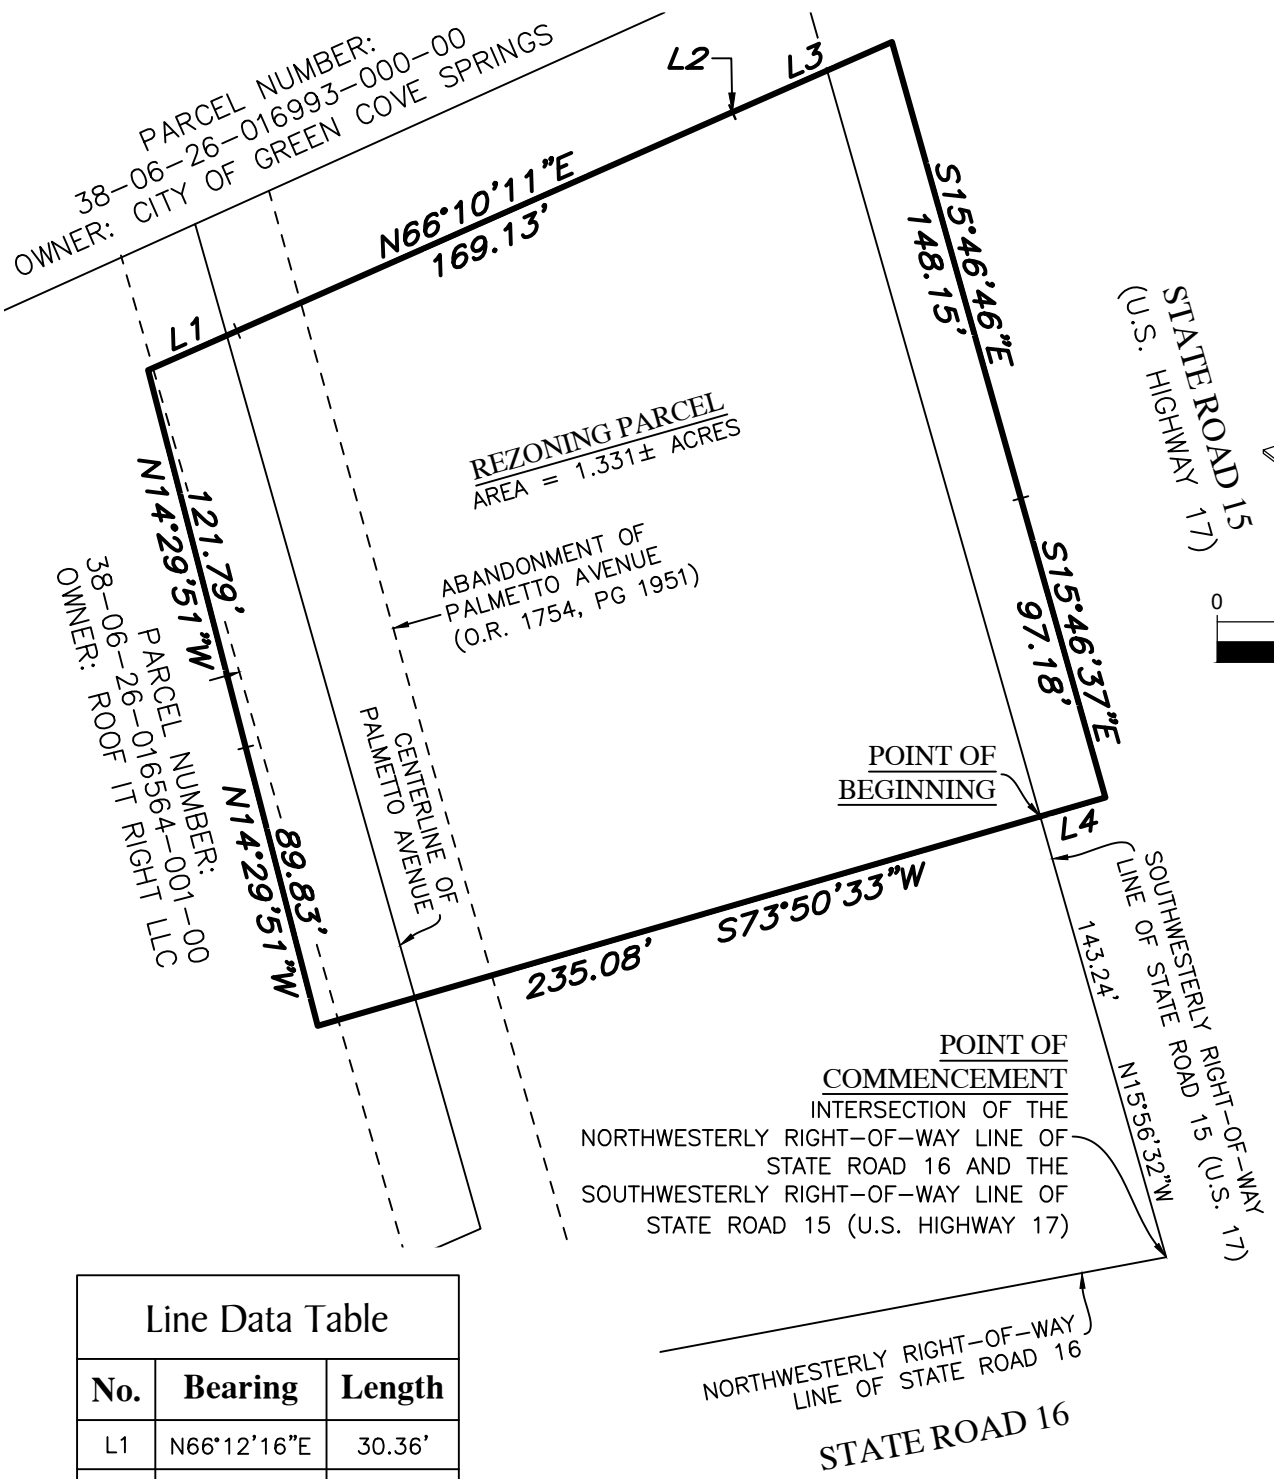 PARCEL NUMBER:
38-06-26-016993-000-00
OWNER: CITY OF GREEN COVE SPRINGS
L2
L3
N66°10'11"E
169.13'
L1
S15°46'46"E
148.15'
STATE ROAD 15
(U.S. HIGHWAY 17)
REZONING PARCEL
AREA = 1.331± ACRES
121.79'
N14°29'51"W
ABANDONMENT OF
PALMETTO AVENUE
(O.R. 1754, PG 1951)
S15°46'37"E
97.18'
0
PARCEL NUMBER:
38-06-26-016564-001-00
OWNER: ROOF IT RIGHT LLC
CENTERLINE OF
PALMETTO AVENUE
POINT OF
BEGINNING
L4
89.83'
N14°29'51"W
S73°50'33"W
235.08'
SOUTHWESTERLY RIGHT-OF-WAY
LINE OF STATE ROAD 15 (U.S. 17)
143.24'
N15°56'32"W
POINT OF
COMMENCEMENT
INTERSECTION OF THE
NORTHWESTERLY RIGHT-OF-WAY LINE OF
STATE ROAD 16 AND THE
SOUTHWESTERLY RIGHT-OF-WAY LINE OF
STATE ROAD 15 (U.S. HIGHWAY 17)
NORTHWESTERLY RIGHT-OF-WAY
LINE OF STATE ROAD 16
STATE ROAD 16
Line Data Table
No. Bearing Length
L1 N66°12'16"E 30.36'